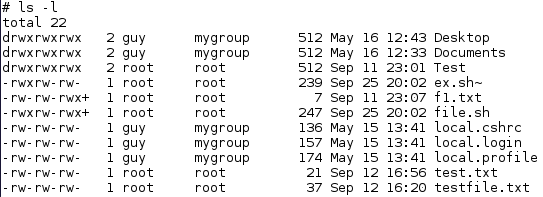 # ls -l
total 22
drwxrwxrwx   2 guy      mygroup      512 May 16 12:43 Desktop
drwxrwxrwx   2 guy      mygroup      512 May 16 12:33 Documents
drwxrwxrwx   2 root     root         512 Sep 11 23:01 Test
-rwxrw-rw-   1 root     root         239 Sep 25 20:02 ex.sh~
-rw-rw-rwx+  1 root     root           7 Sep 11 23:07 f1.txt
-rwxrw-rwx+  1 root     root         247 Sep 25 20:02 file.sh
-rw-rw-rw-   1 guy      mygroup      136 May 15 13:41 local.cshrc
-rw-rw-rw-   1 guy      mygroup      157 May 15 13:41 local.login
-rw-rw-rw-   1 guy      mygroup      174 May 15 13:41 local.profile
-rw-rw-rw-   1 root     root          21 Sep 12 16:56 test.txt
-rw-rw-rw-   1 root     root          37 Sep 12 16:20 testfile.txt